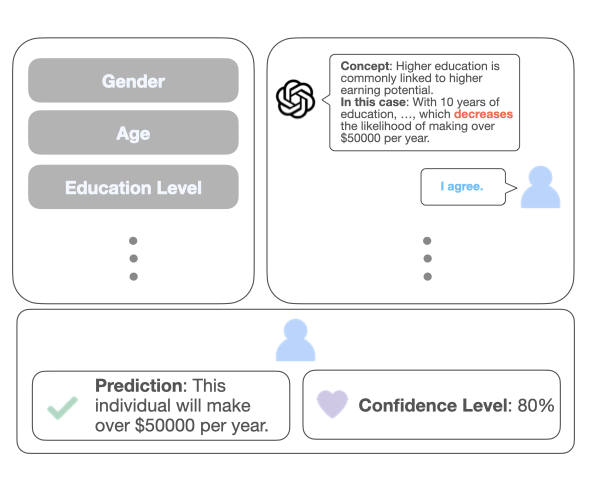 Gender
Age
Education Level
Concept: Higher education is
commonly linked to higher
earning potential.
In this case: With 10 years of
education, ..., which decreases
the likelihood of making over
$50000 per year.
I agree.
Prediction: This
individual will make
over $50000 per year.
Confidence Level: 80%